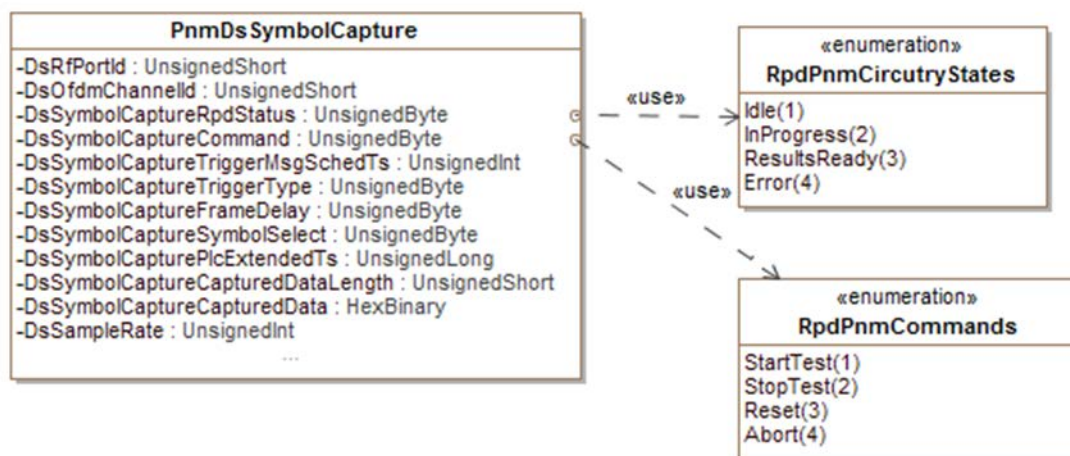 PnmDsSymbolCapture
-DsRfPortId : UnsignedShort
-DsOfdmChannelId : UnsignedShort
-DsSymbolCaptureRpdStatus : UnsignedByte
-DsSymbolCaptureCommand : UnsignedByte
-DsSymbolCaptureTriggerMsgSchedTs : UnsignedInt
-DsSymbolCaptureTriggerType : UnsignedByte
-DsSymbolCaptureFrameDelay : UnsignedByte
-DsSymbolCaptureSymbolSelect : UnsignedByte
-DsSymbolCapturePlcExtendedTs : UnsignedLong
-DsSymbolCaptureCapturedDataLength : UnsignedShort
-DsSymbolCaptureCapturedData : HexBinary
-DsSampleRate : UnsignedInt
...
«use»
«use»
«enumeration»
RpdPnmCircutryStates
Idle(1)
InProgress(2)
ResultsReady(3)
Error(4)
«enumeration»
RpdPnmCommands
StartTest(1)
StopTest(2)
Reset(3)
Abort(4)